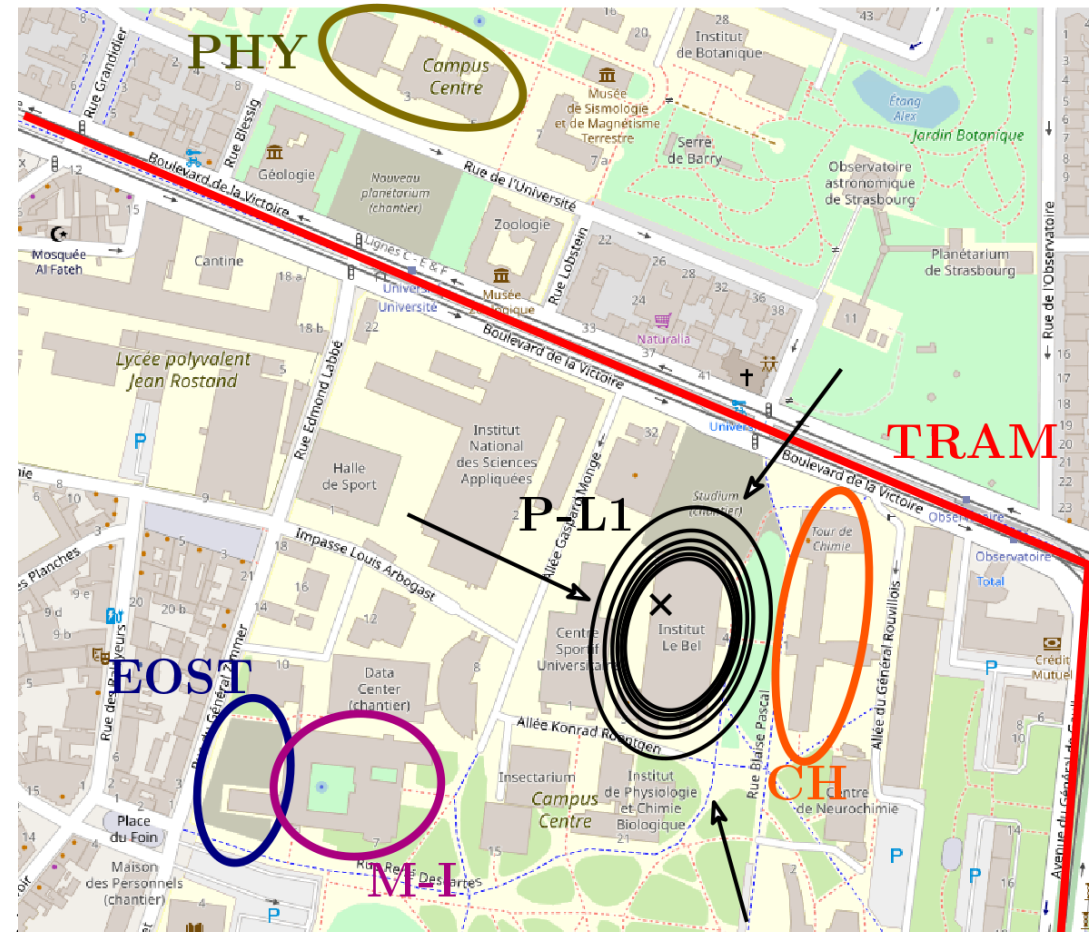 PHY
Campus
Centre
Institut
de Botanique
Musée
de Sismologie
et de Magnétisme
Terrestre
Étang
Alex
Jardin Botanique
Serre
de Barry
Rue Grandidier
Rue Blessig
Boulevard de la Victoire
Géologie
Nouveau
planetarium
(chantier)
Rue de l'Université
Observatoire
astronomique
de Strasbourg
Planétarium
de Strasbourg
Rue de l'Observatoire
Zoologie
Rue Lobstein
Lignes C - E & F
Mosquée
Al Fateh
Cantine
18 a
18 b
Université
Musée
Naturalia
Boulevard de la Victoire
Lycée polyvalent
Jean Rostand
Rue Edmond Labbé
Institut
National
des Sciences
Appliquées
Halle
de Sport
Allée Gaspard Monge
TRAM
Boulevard de la Victoire
Studium
(chantier)
P-L1
Tour de
Chimie
Observatoire
Total
Impasse Louis Arbogast
Centre
Sportif
Institut
Le Bel
Allée du Général Rouvillois
Crédit
Mutuel
EOST
Data
Center
(chantier)
Allée Konrad Roentgen
Rue Blaise Pascal
CH
Insectarium
Campus
Centre
Institut
de Physiologie
et Chimie
Biologique
de Neurochimie
Place
du Foin
Maison
des Personnels
(chantier)
M-I